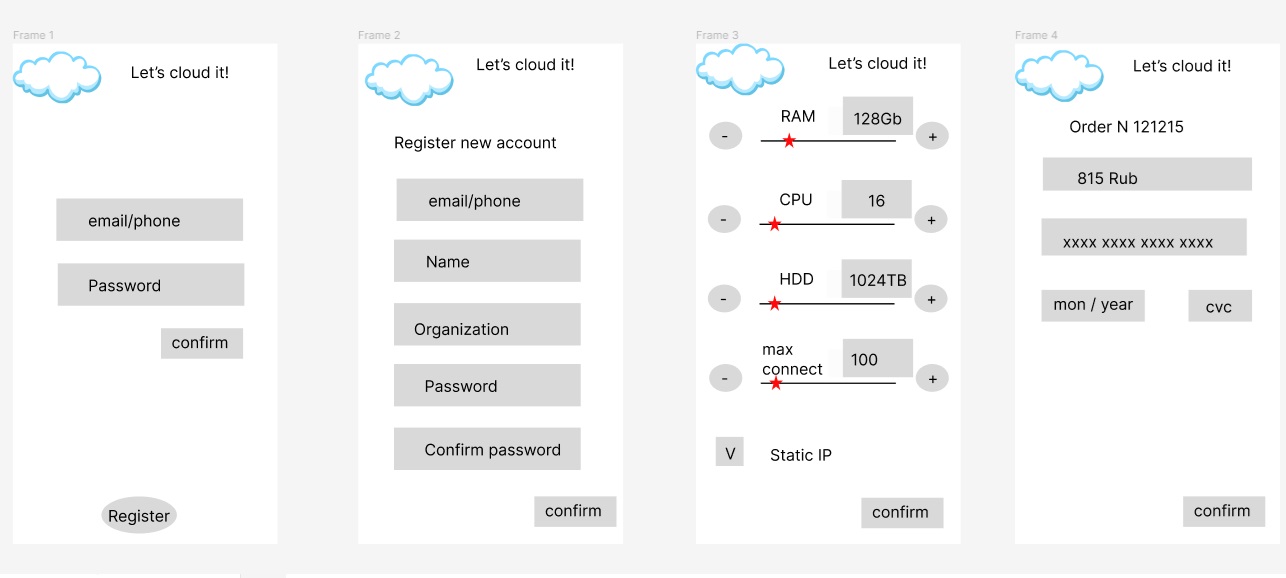 Frame 1
Let's cloud it!
email/phone
Password
confirm
Register
Frame 2
Let's cloud it!
Register new account
email/phone
Name
Organization
Password
Confirm password
confirm
Frame 3
Let's cloud it!
RAM
128Gb
-
+
CPU
16
-
+
HDD
1024TB
-
+
max
connect
100
-
+
V
Static IP
confirm
Frame 4
Let's cloud it!
Order N 121215
815 Rub
xxxx xxxx xxxx xxxx
mon / year
cvc
confirm